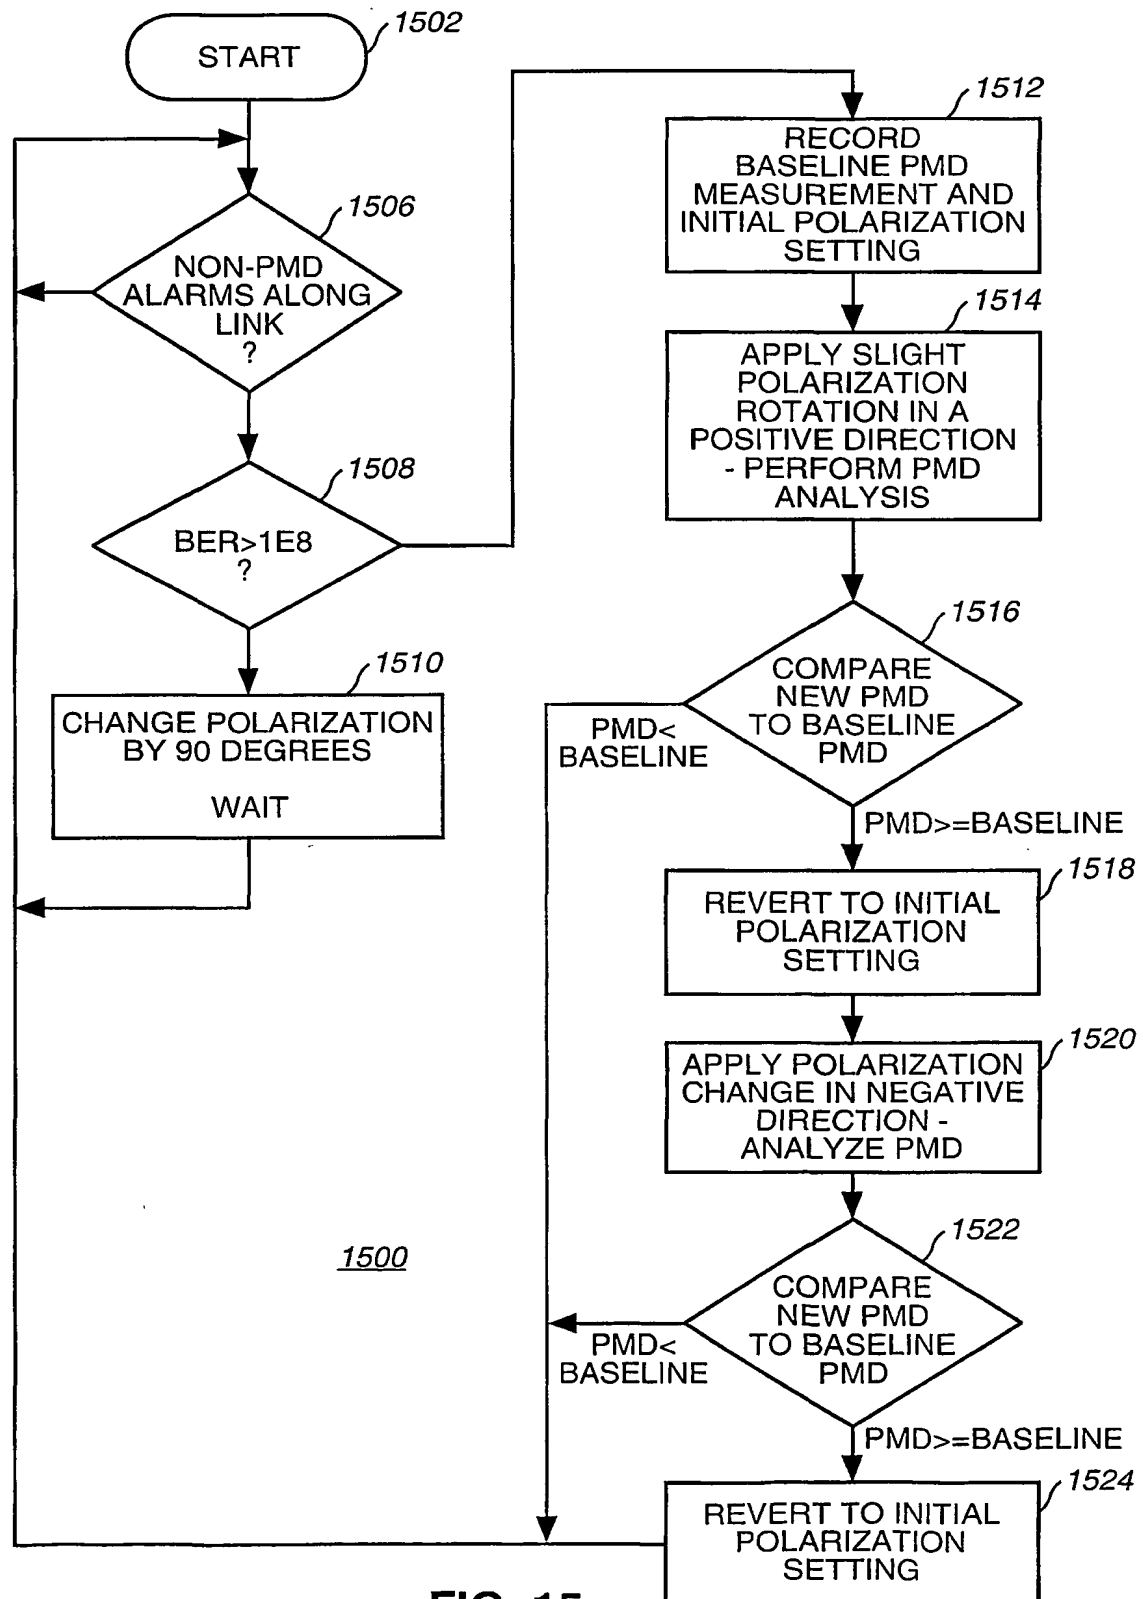 1502
START
1506
NON-PMD
ALARMS ALONG
LINK
?
1508
BER>1E8
?
1510
CHANGE POLARIZATION
BY 90 DEGREES
WAIT
1512
RECORD
BASELINE PMD
MEASUREMENT AND
INITIAL POLARIZATION
SETTING
1514
APPLY SLIGHT
POLARIZATION
ROTATION IN A
POSITIVE DIRECTION
- PERFORM PMD
ANALYSIS
1516
COMPARE
NEW PMD
TO BASELINE
PMD
PMD<
BASELINE
PMD>=BASELINE
1518
REVERT TO INITIAL
POLARIZATION
SETTING
1520
APPLY POLARIZATION
CHANGE IN NEGATIVE
DIRECTION -
ANALYZE PMD
1522
COMPARE
NEW PMD
TO BASELINE
PMD
PMD<
BASELINE
PMD>=BASELINE
1524
REVERT TO INITIAL
POLARIZATION
SETTING
1500
FIG. 15